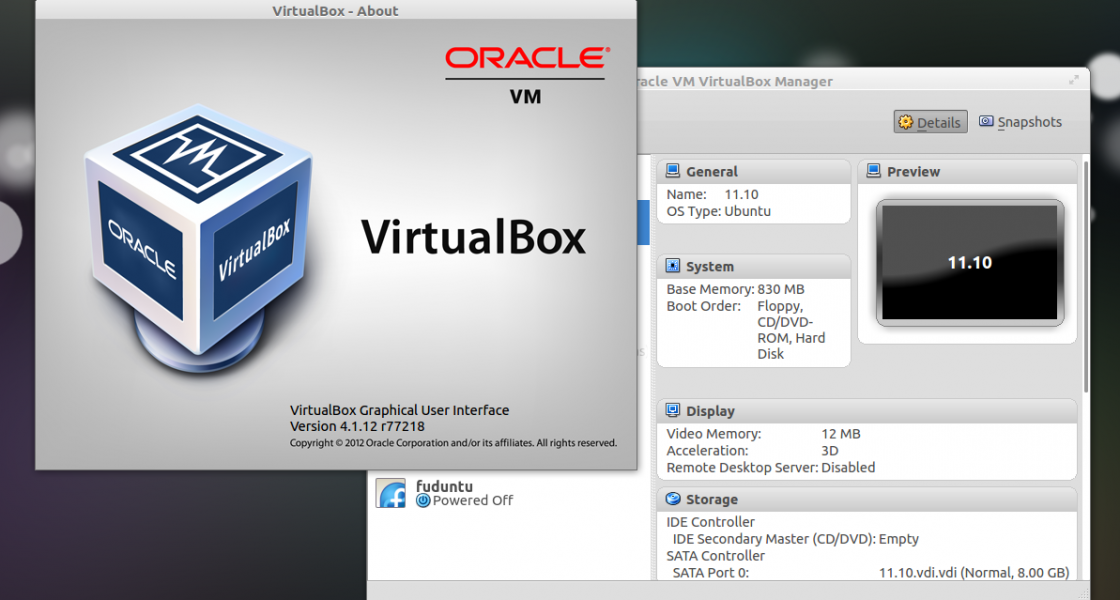 VirtualBox - About
ORACLE®
VM
VM
ORACLE
VirtualBox
VirtualBox
VirtualBox Graphical User Interface
Version 4.1.12 r77218
Copyright © 2012 Oracle Corporation and/or its affiliates. All rights reserved.
racle VM VirtualBox Manager
Details
Snapshots
General
Name: 11.10
OS Type: Ubuntu
Preview
11.10
System
Base Memory: 830 MB
Boot Order: Floppy,
CD/DVD-
ROM, Hard
Disk
Display
Video Memory: 12 MB
Acceleration: 3D
Remote Desktop Server: Disabled
fuduntu
Powered Off
Storage
IDE Controller
IDE Secondary Master (CD/DVD): Empty
SATA Controller
SATA Port 0: 11.10.vdi.vdi (Normal, 8.00 GB)